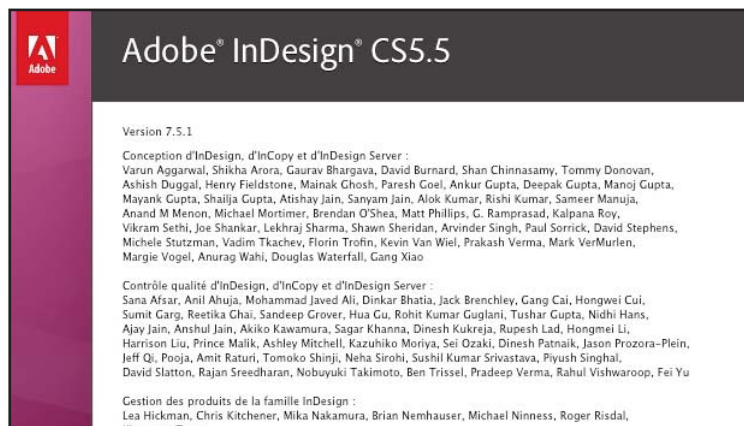 Adobe
Adobe® InDesign® CS5.5
Version 7.5.1
Conception d'InDesign, d'InCopy et d'InDesign Server :
Varun Aggarwal, Shikha Arora, Gaurav Bhargava, David Burnard, Shan Chinnasamy, Tommy Donovan,
Ashish Duggal, Henry Fieldstone, Mainak Ghosh, Paresh Goel, Ankur Gupta, Deepak Gupta, Manoj Gupta,
Mayank Gupta, Shailja Gupta, Atishay Jain, Sanyam Jain, Alok Kumar, Rishi Kumar, Sameer Manuja,
Anand M Menon, Michael Mortimer, Brendan O'Shea, Matt Phillips, G. Ramprasad, Kalpana Roy,
Vikram Sethi, Joe Shankar, Lekhraj Sharma, Shawn Sheridan, Arvinder Singh, Paul Sorrick, David Stephens,
Michele Stutzman, Vadim Tkachev, Florin Trofin, Kevin Van Wiel, Prakash Verma, Mark VerMurlen,
Margie Vogel, Anurag Wahi, Douglas Waterfall, Gang Xiao
Contrôle qualité d'InDesign, d'InCopy et d'InDesign Server :
Sana Afsar, Anil Ahuja, Mohammad Javed Ali, Dinkar Bhatia, Jack Brenchley, Gang Cai, Hongwei Cui,
Sumit Garg, Reetika Ghai, Sandeep Grover, Hua Gu, Rohit Kumar Guglani, Tushar Gupta, Nidhi Hans,
Ajay Jain, Anshul Jain, Akiko Kawamura, Sagar Khanna, Dinesh Kukreja, Rupesh Lad, Hongmei Li,
Harrison Liu, Prince Malik, Ashley Mitchell, Kazuhiko Moriya, Sei Ozaki, Dinesh Patnaik, Jason Prozora-Plein,
Jeff Qi, Pooja, Amit Raturi, Tomoko Shinji, Neha Sirohi, Sushil Kumar Srivastava, Piyush Singhal,
David Slatton, Rajan Sreedharan, Nobuyuki Takimoto, Ben Trissel, Pradeep Verma, Rahul Vishwaroop, Fei Yu
Gestion des produits de la famille InDesign :
Lea Hickman, Chris Kitchener, Mika Nakamura, Brian Nemhauser, Michael Ninness, Roger Risdal,